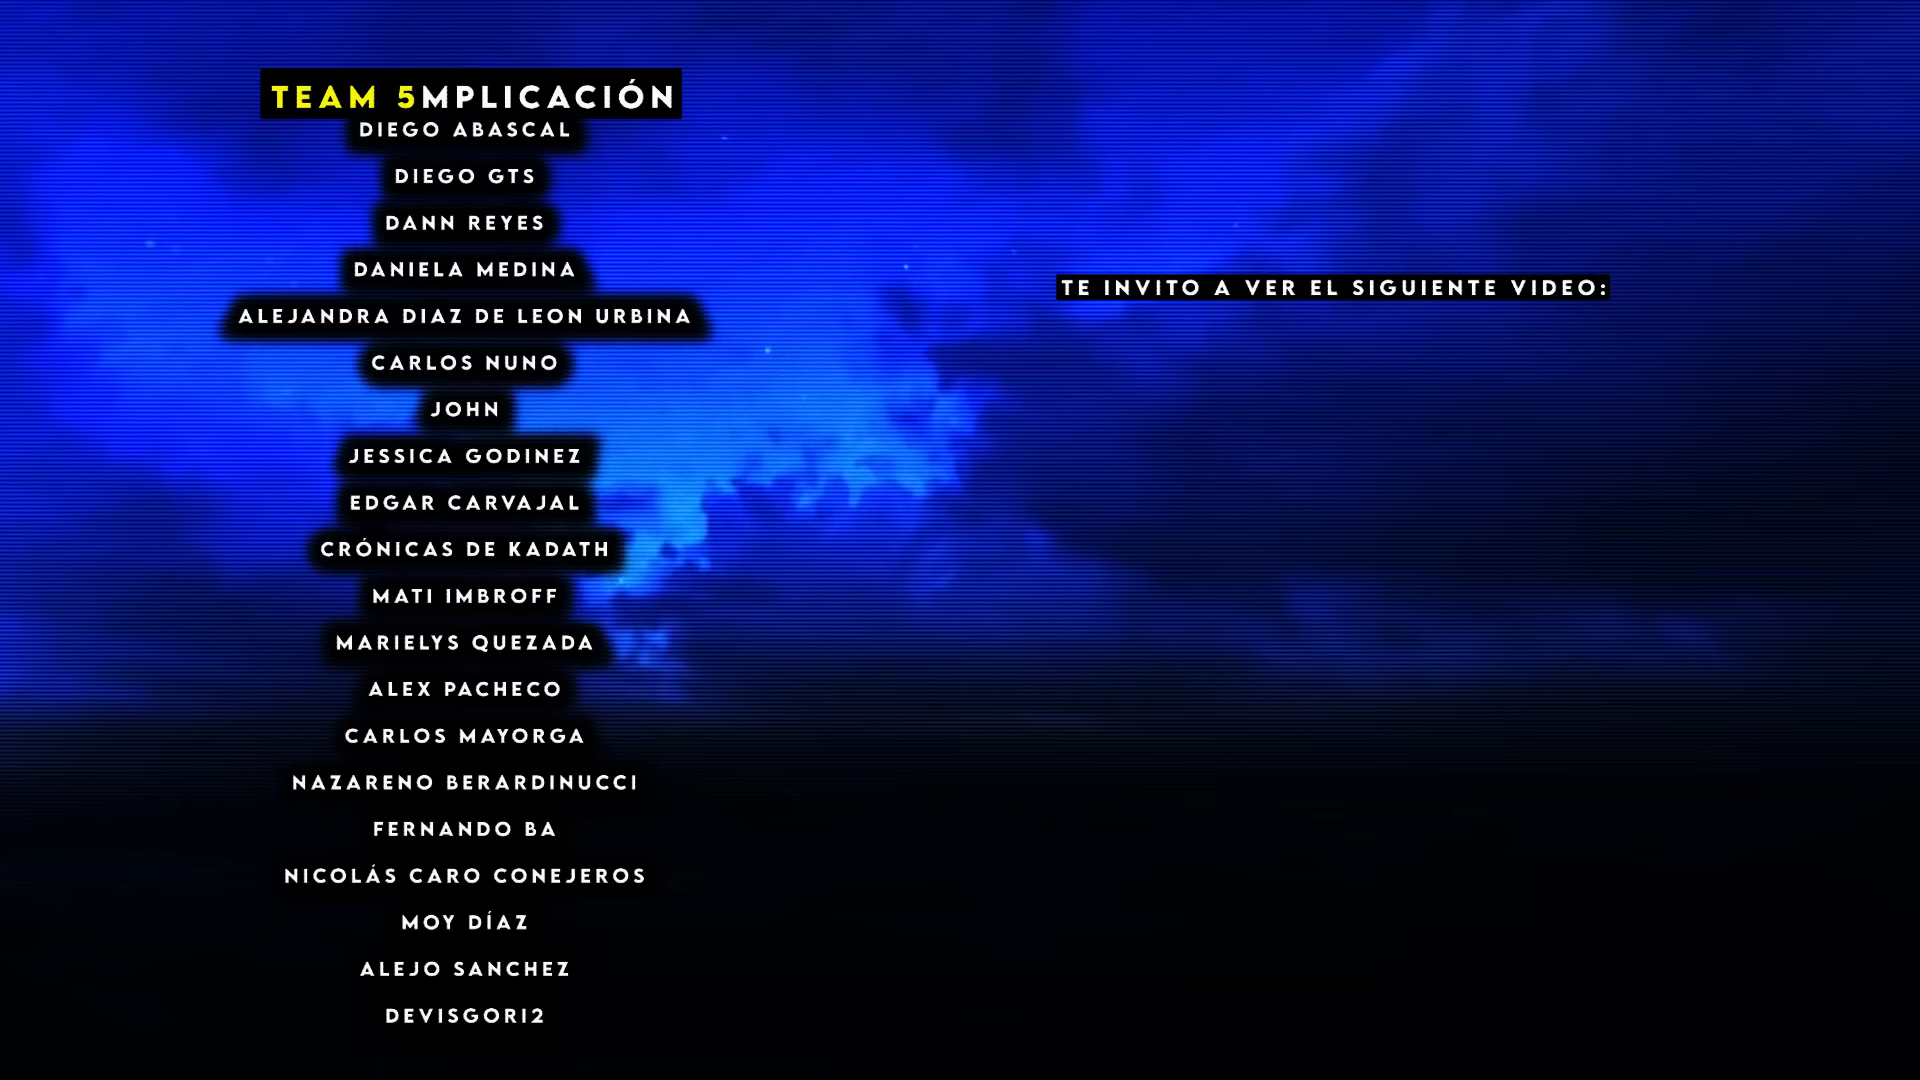 TEAM 5MPLICACIÓN
DIEGO ABASCAL
DIEGO GTS
DANN REYES
DANIELA MEDINA
ALEJANDRA DIAZ DE LEON URBINA
CARLOS NUNO
JOHN
JESSICA GODINEZ
EDGAR CARVAJAL
CRÓNICAS DE KADATH
MATI IMBROFF
MARIELYS QUEZADA
ALEX PACHECO
CARLOS MAYORGA
NAZARENO BERARDINUCCI
FERNANDO BA
NICOLÁS CARO CONEJEROS
MOY DÍAZ
ALEJO SANCHEZ
DEVISGORI2
TE INVITO A VER EL SIGUIENTE VIDEO: